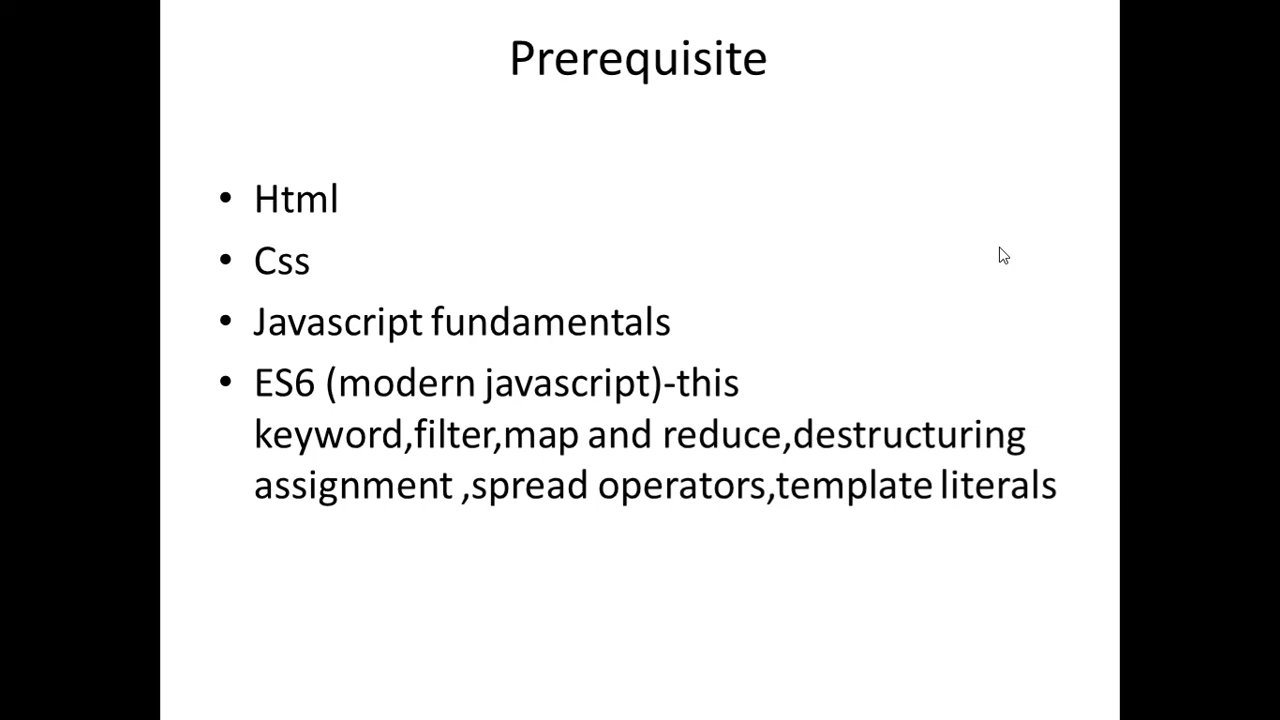 Prerequisite
• Html
• Css
• Javascript fundamentals
• ES6 (modern javascript)-this
keyword,filter,map and reduce,destructuring
assignment ,spread operators,template literals